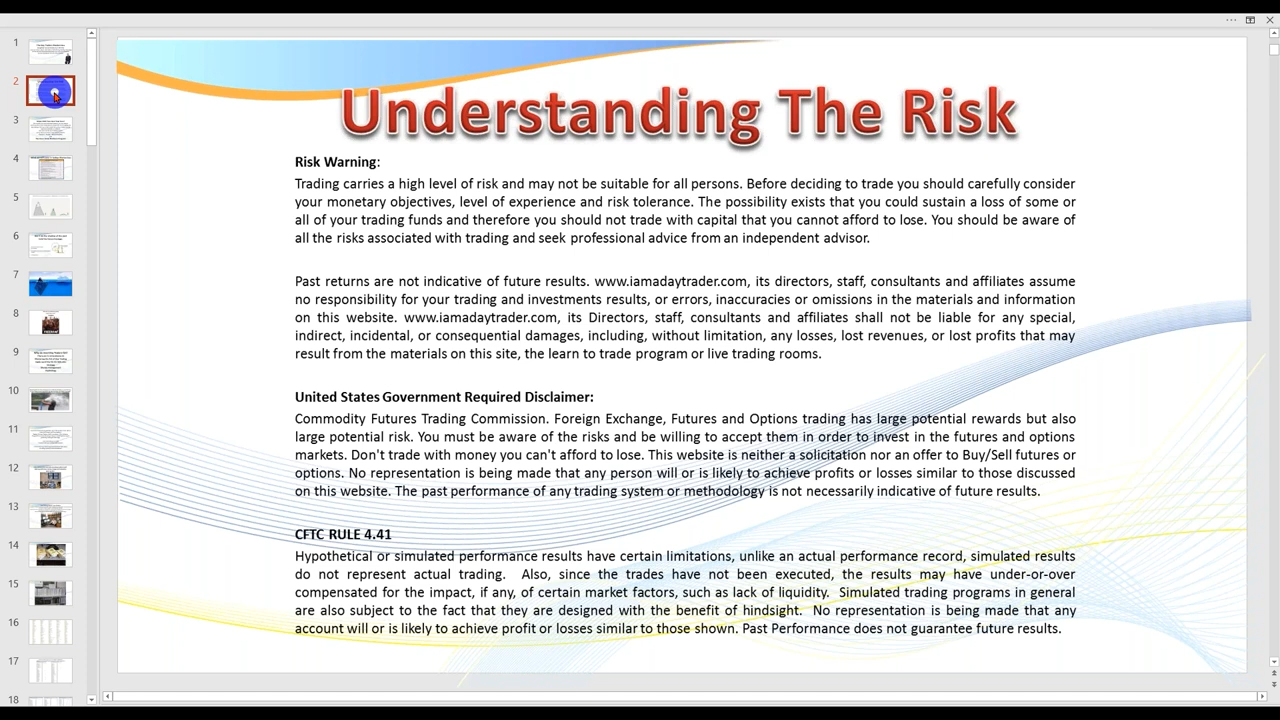 Understanding The Risk
Risk Warning:
Trading carries a high level of risk and may not be suitable for all persons. Before deciding to trade you should carefully consider
your monetary objectives, level of experience and risk tolerance. The possibility exists that you could sustain a loss of some or
all of your trading funds and therefore you should not trade with capital that you cannot afford to lose. You should be aware of
all the risks associated with trading and seek professional advice from an independent advisor.
Past returns are not indicative of future results. www.iamadaytrader.com, its directors, staff, consultants and affiliates assume
no responsibility for your trading and investments results, or errors, inaccuracies or omissions in the materials and information
on this website. www.iamadaytrader.com, its Directors, staff, consultants and affiliates shall not be liable for any special,
indirect, incidental, or consequential damages, including, without limitation, any losses, lost revenues, or lost profits that may
result from the materials on this site, the learn to trade program or live trading rooms.
United States Government Required Disclaimer:
Commodity Futures Trading Commission. Foreign Exchange, Futures and Options trading has large potential rewards but also
large potential risk. You must be aware of the risks and be willing to accept them in order to invest in the futures and options
markets. Don't trade with money you can't afford to lose. This website is neither a solicitation nor an offer to Buy/Sell futures or
options. No representation is being made that any person will or is likely to achieve profits or losses similar to those discussed
on this website. The past performance of any trading system or methodology is not necessarily indicative of future results.
CFTC RULE 4.41
Hypothetical or simulated performance results have certain limitations, unlike an actual performance record, simulated results
do not represent actual trading. Also, since the trades have not been executed, the results may have under-or-over
compensated for the impact, if any, of certain market factors, such as lack of liquidity. Simulated trading programs in general
are also subject to the fact that they are designed with the benefit of hindsight. No representation is being made that any
account will or is likely to achieve profit or losses similar to those shown. Past Performance does not guarantee future results.
1
2
3
4
5
6
7
8
9
10
11
12
13
14
15
16
17
18